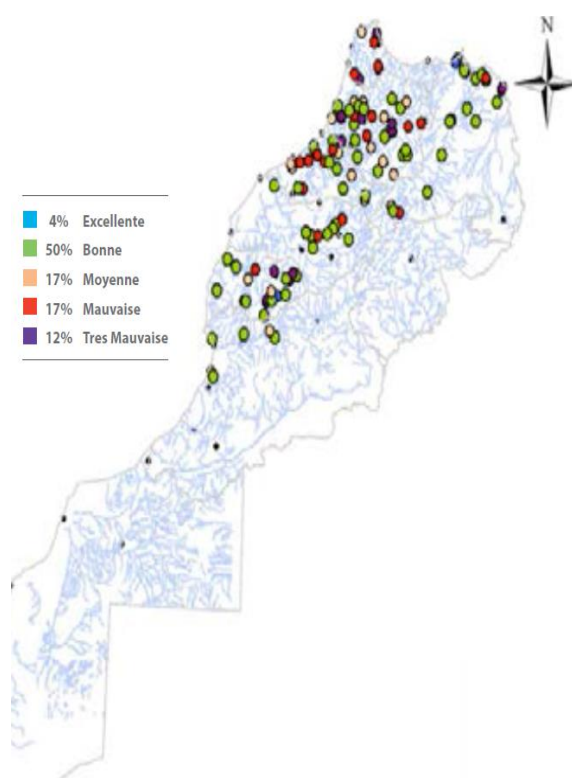 N
4% Excellente
50% Bonne
17% Moyenne
17% Mauvaise
12% Tres Mauvaise